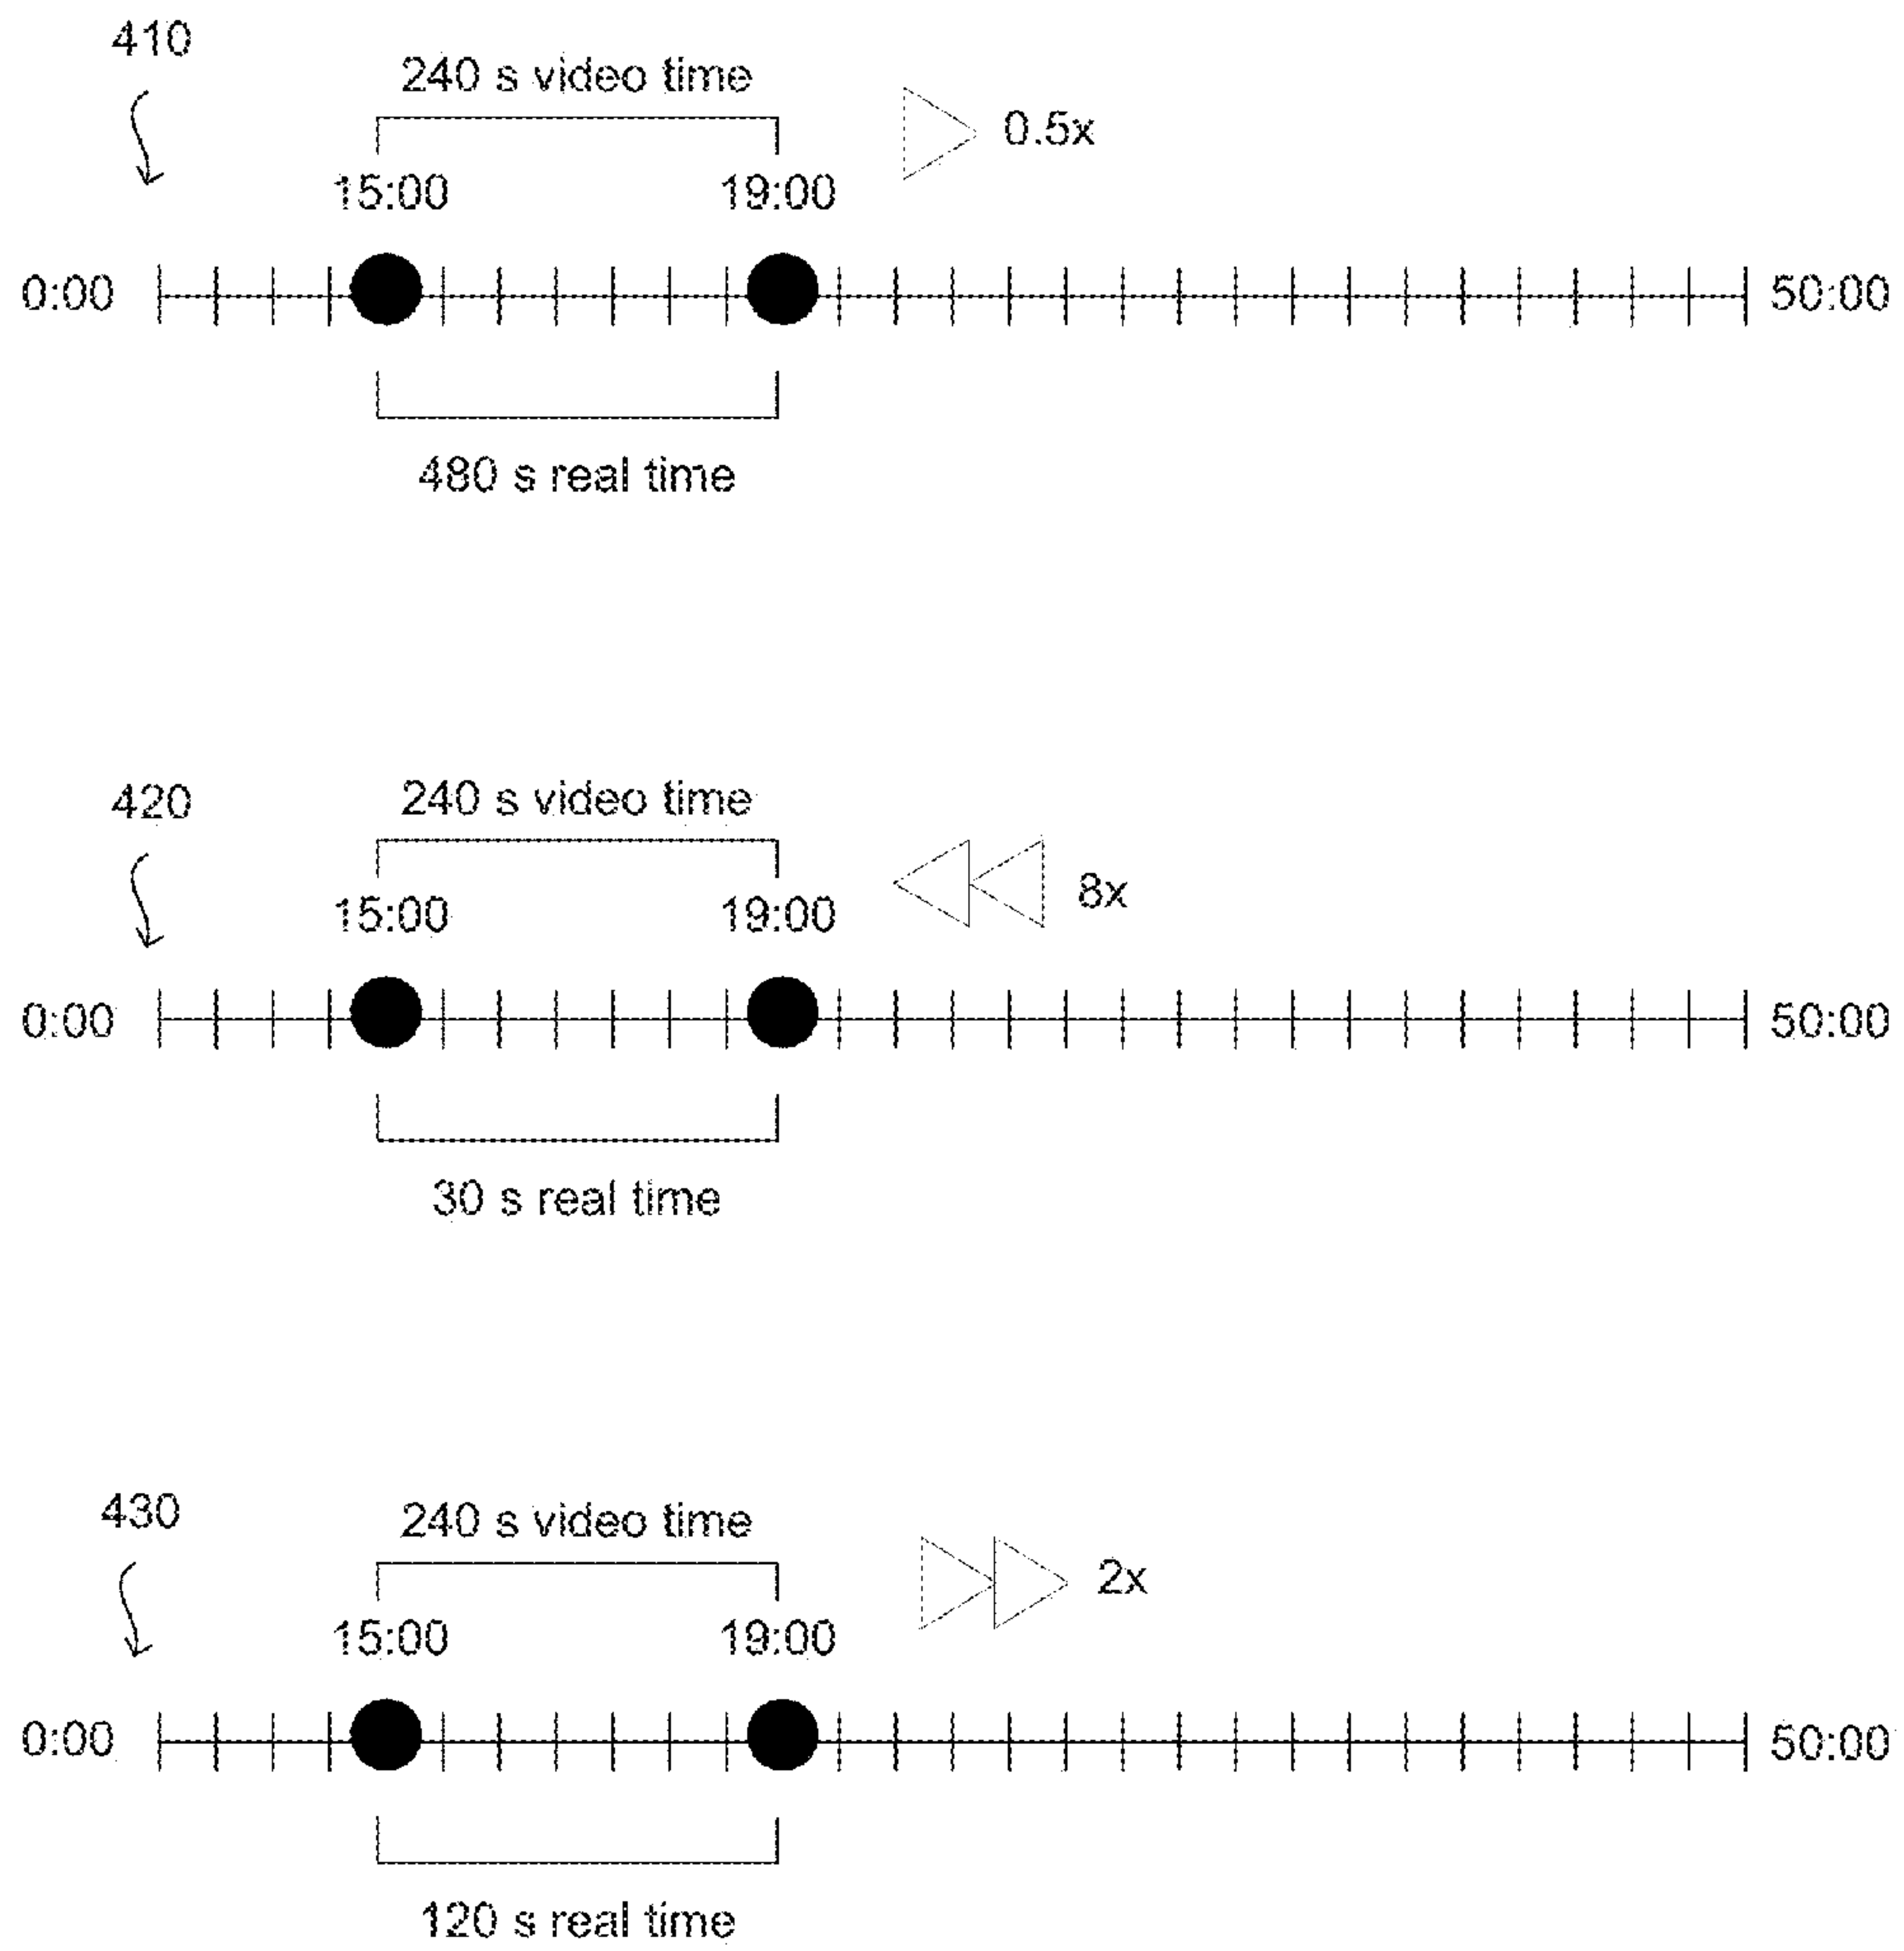 410
240 s video time
0.5x
15:00 19:00
0:00 50:00
480 s real time
420
240 s video time
8x
15:00 19:00
0:00 50:00
30 s real time
430
240 s video time
2x
15:00 19:00
0:00 50:00
120 s real time